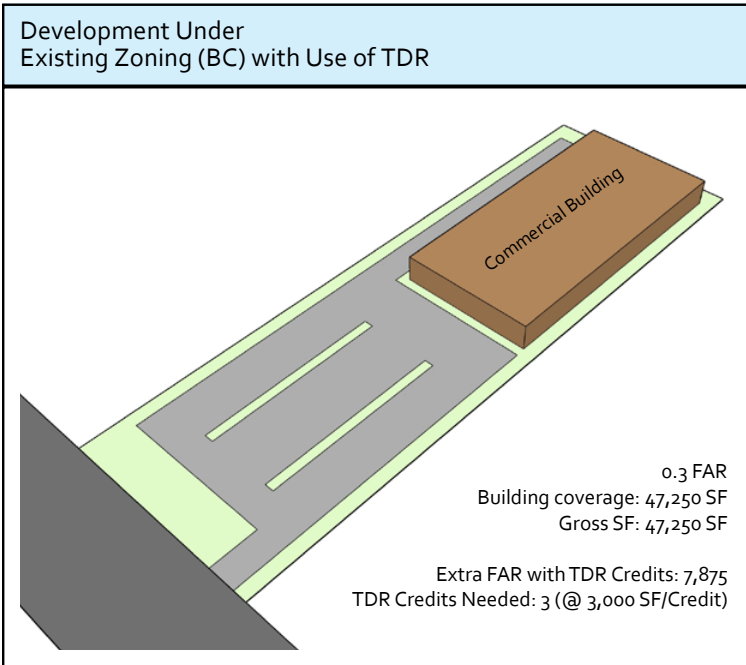 Development Under
Existing Zoning (BC) with Use of TDR
Commercial Building
0.3 FAR
Building coverage: 47,250 SF
Gross SF: 47,250 SF
Extra FAR with TDR Credits: 7,875
TDR Credits Needed: 3 (@ 3,000 SF/Credit)